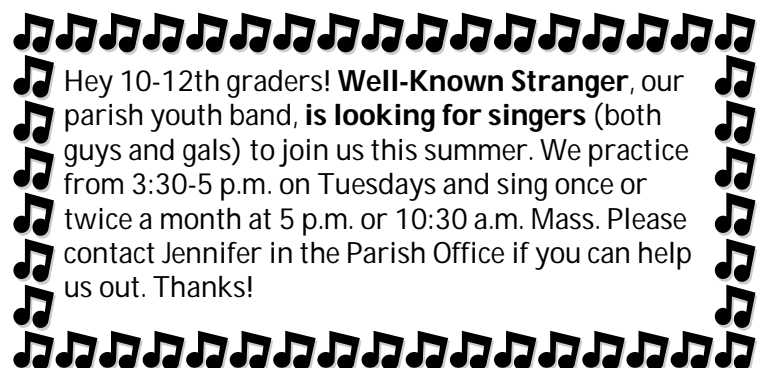 Hey 10-12th graders! Well-Known Stranger, our
parish youth band, is looking for singers (both
guys and gals) to join us this summer. We practice
from 3:30-5 p.m. on Tuesdays and sing once or
twice a month at 5 p.m. or 10:30 a.m. Mass. Please
contact Jennifer in the Parish Office if you can help
us out. Thanks!